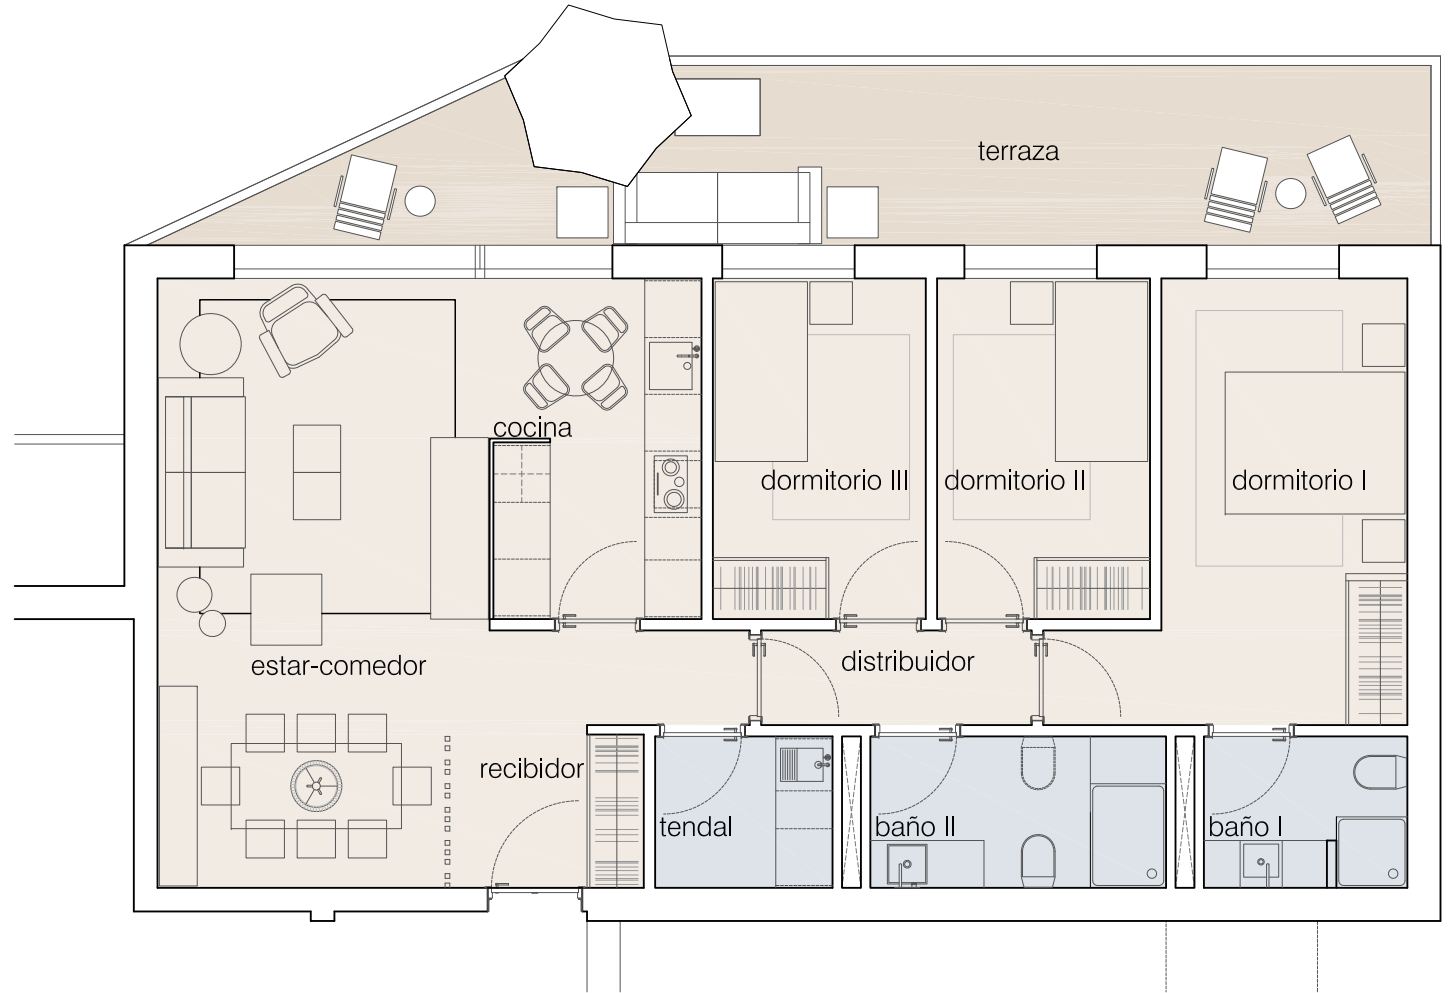 terraza
cocina
dormitorio III
dormitorio II
dormitorio I
estar-comedor
distribuidor
recibidor
tendal
baño II
baño I